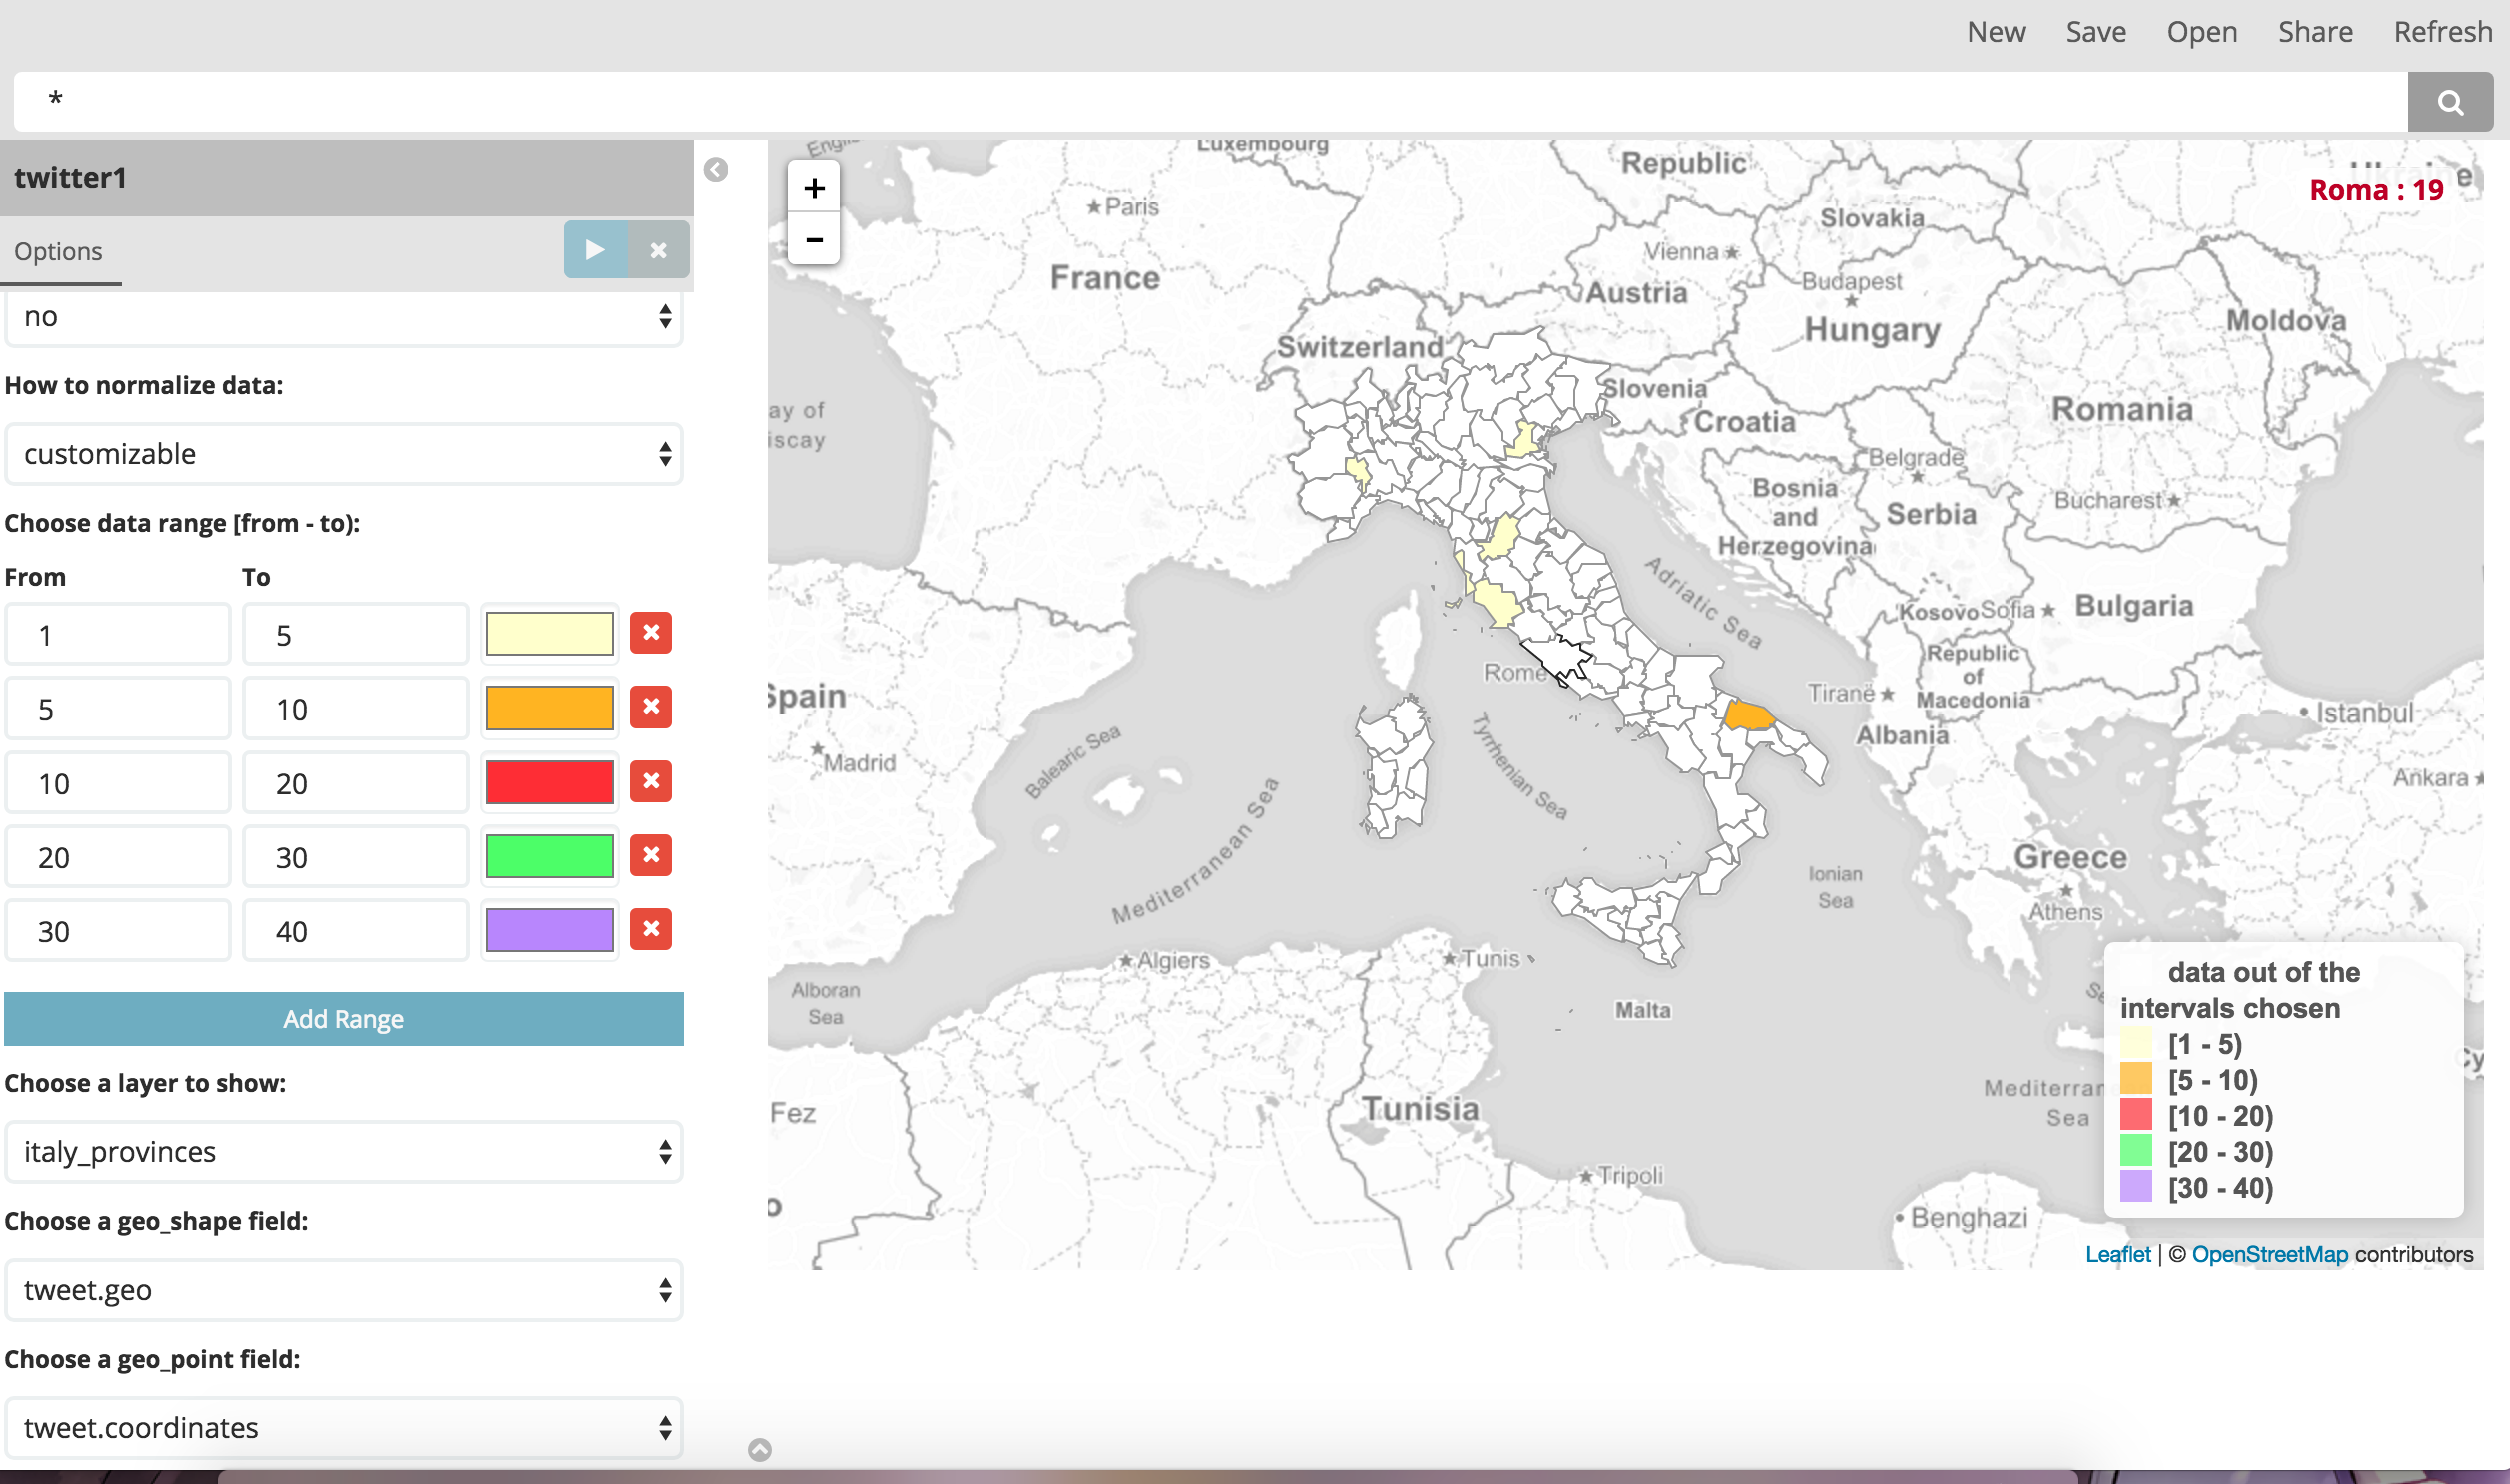 New Save Open Share Refresh
*
twitter1
Options
no
How to normalize data:
customizable
Choose data range [from - to):
From To
1 5
5 10
10 20
20 30
30 40
Add Range
Choose a layer to show:
italy_provinces
Choose a geo_shape field:
tweet.geo
Choose a geo_point field:
tweet.coordinates
+
−
Roma : 19
Luxembourg
Republic
Paris
Slovakia
Vienna
France
Budapest
Austria
Moldova
Hungary
Switzerland
Slovenia
Romania
Croatia
ay of
iscay
Belgrade
Bosnia
and
Herzegovina
Serbia
Bucharest
Adriatic Sea
Kosovo
Sofia
Bulgaria
Republic
of
Macedonia
Rome
Spain
Tiranë
Istanbul
Albania
Madrid
Balearic Sea
Tyrrhenian Sea
Ankara
Mediterranean Sea
Greece
Ionian
Sea
Athens
Algiers
Tunis
Alboran
Sea
Malta
Mediterran
Sea
Fez
Tunisia
Tripoli
Benghazi
data out of the
intervals chosen
[1 - 5)
[5 - 10)
[10 - 20)
[20 - 30)
[30 - 40)
Leaflet | © OpenStreetMap contributors